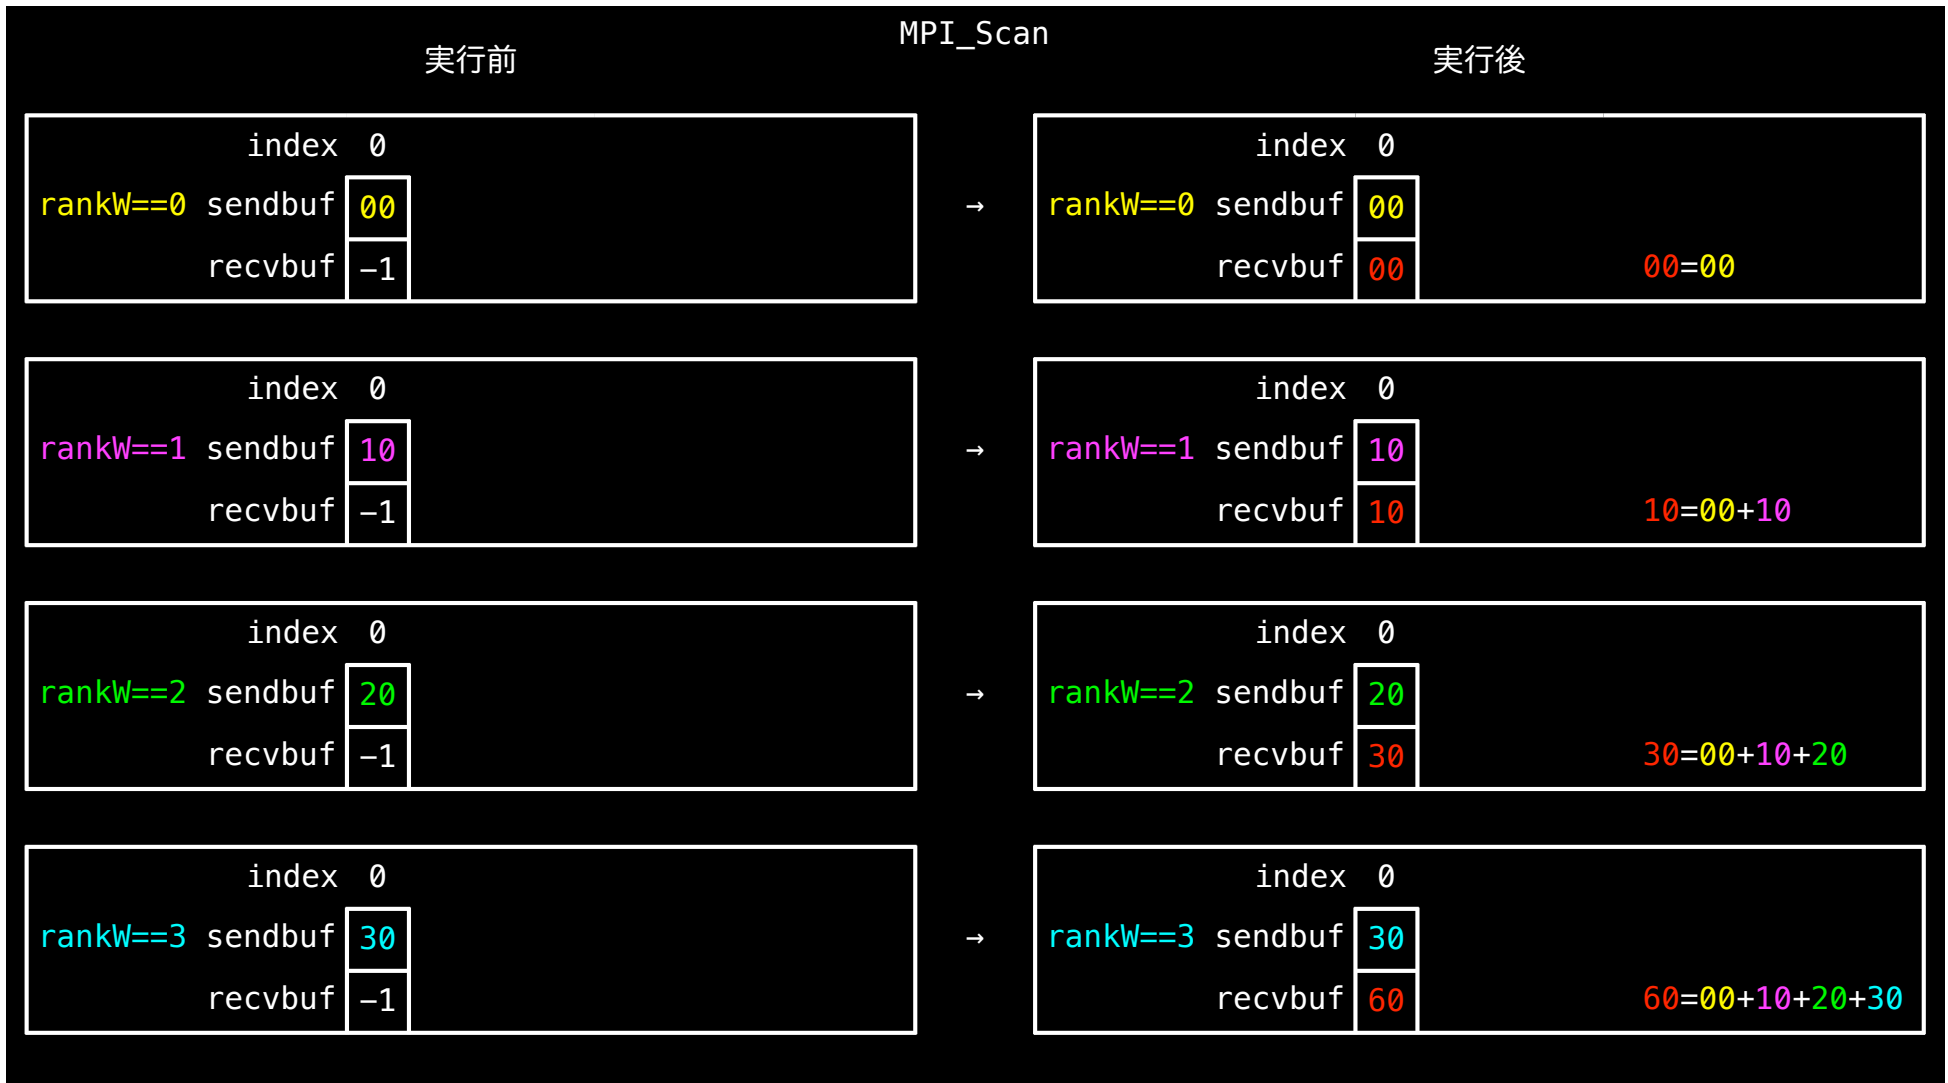 MPI_Scan
実行前 実行後
index 0 index 0
rankW==0 sendbuf 00 → rankW==0 sendbuf 00
recvbuf −1 recvbuf 00 00=00
index 0 index 0
rankW==1 sendbuf 10 → rankW==1 sendbuf 10
recvbuf −1 recvbuf 10 10=00+10
index 0 index 0
rankW==2 sendbuf 20 → rankW==2 sendbuf 20
recvbuf −1 recvbuf 30 30=00+10+20
index 0 index 0
rankW==3 sendbuf 30 → rankW==3 sendbuf 30
recvbuf −1 recvbuf 60 60=00+10+20+30